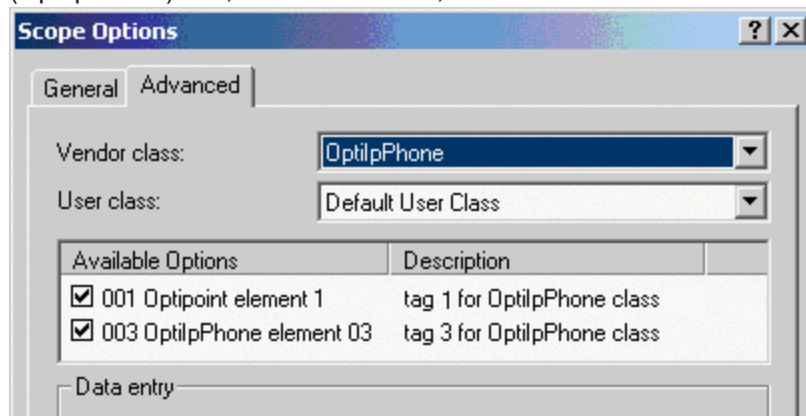 Scope Options
General Advanced
Vendor class: OptiIpPhone
User class: Default User Class
Available Options Description
001 Optipoint element 1 tag 1 for OptiIpPhone class
003 OptiIpPhone element 03 tag 3 for OptiIpPhone class
Data entry